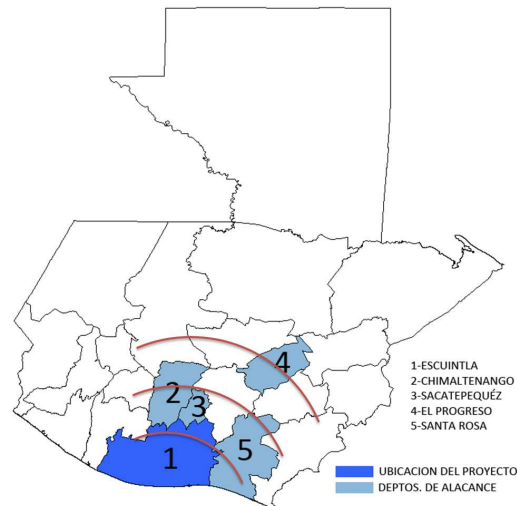 4
2
3
1
5
1-ESCUINTLA
2-CHIMALTENANGO
3-SACATEPEQUÉZ
4-EL PROGRESO
5-SANTA ROSA
UBICACION DEL PROYECTO
DEPTOS. DE ALACANCE